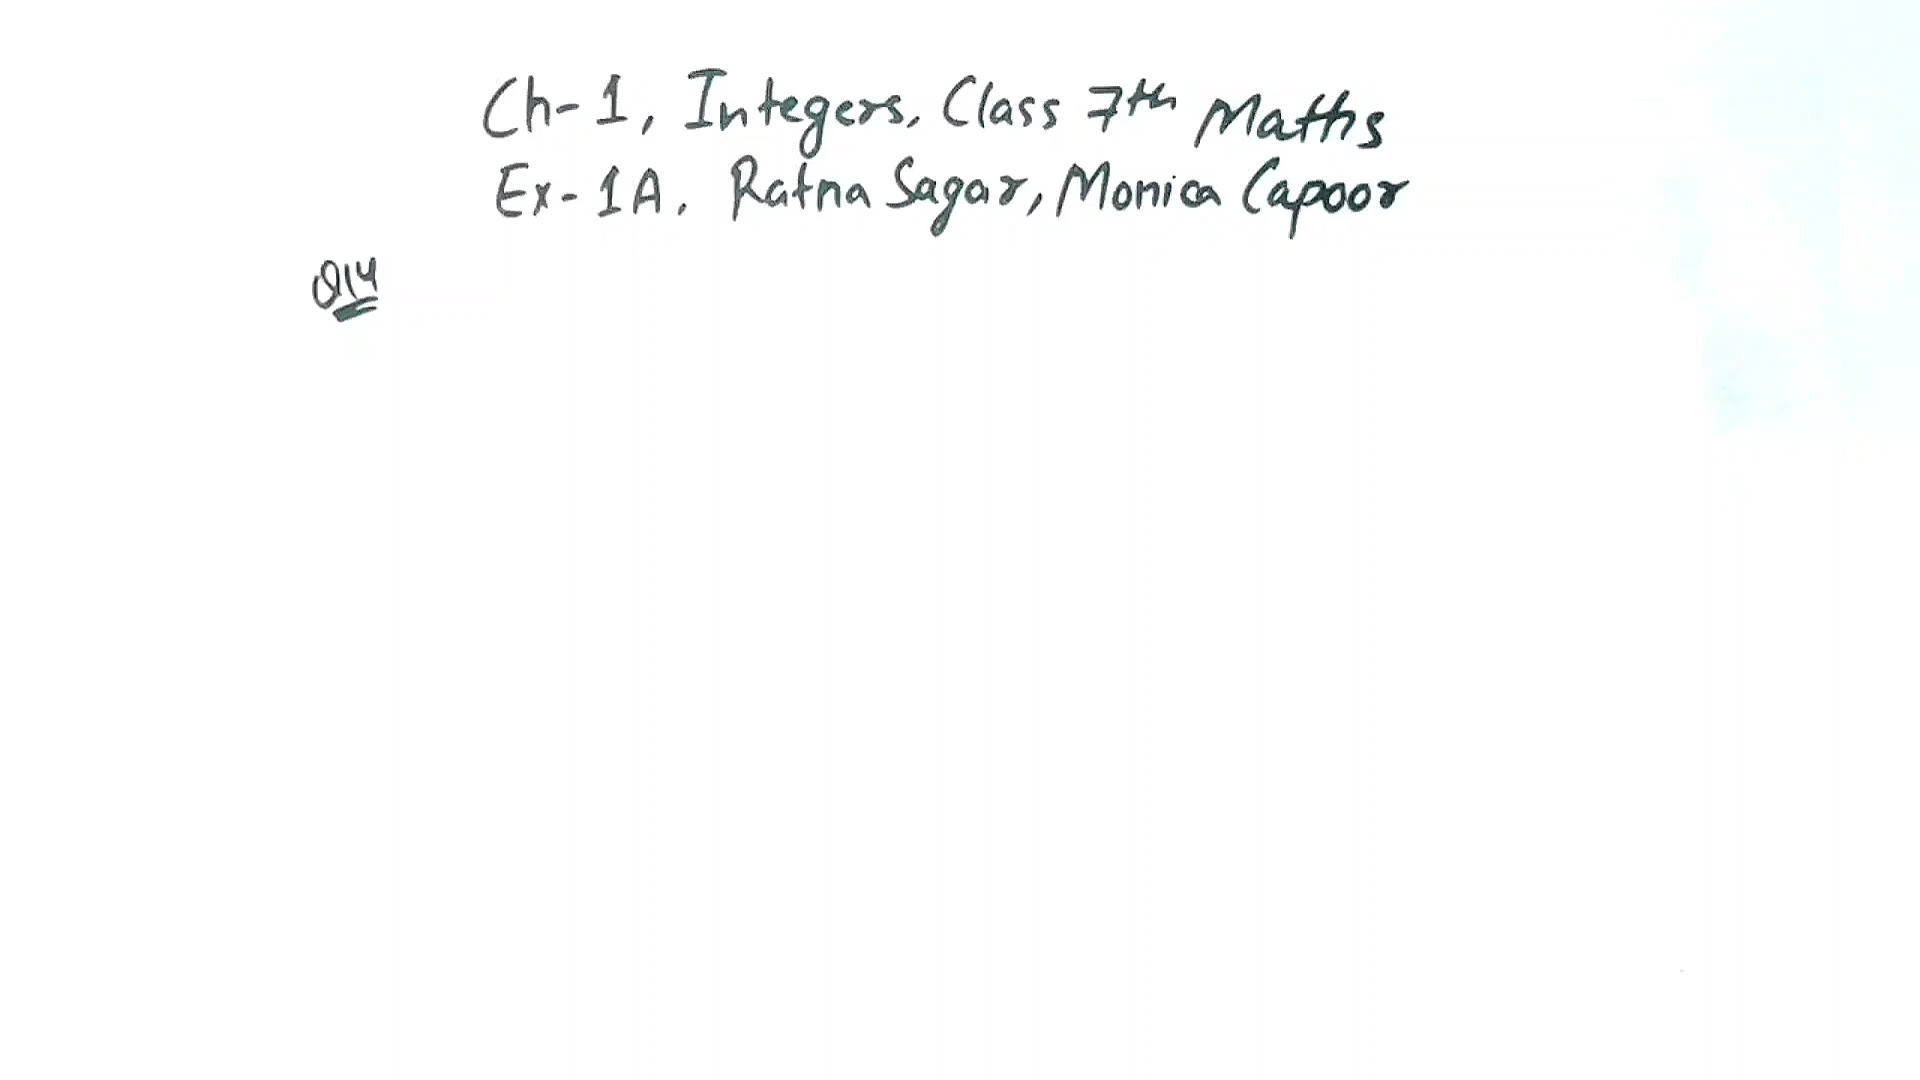 Ch-1, Integers, Class 7th Maths
Ex-1A. Ratna Sagar, Monica Capoor
Q14